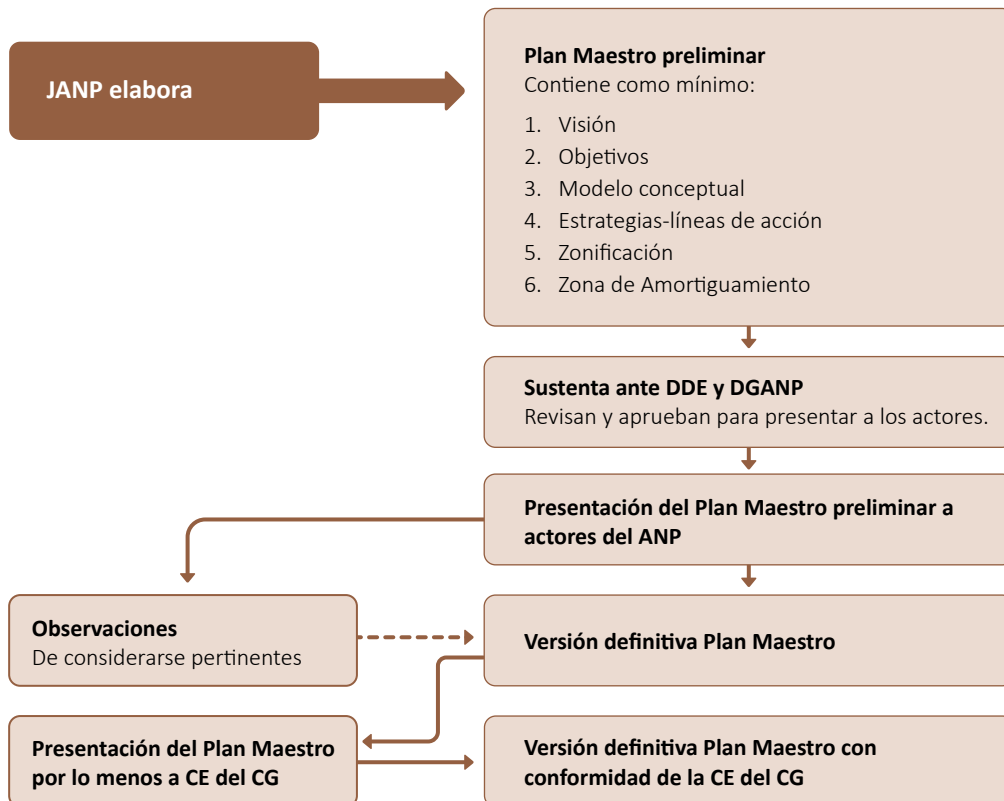 JANP elabora
Plan Maestro preliminar
Contiene como mínimo:
1. Visión
2. Objetivos
3. Modelo conceptual
4. Estrategias-líneas de acción
5. Zonificación
6. Zona de Amortiguamiento
Sustenta ante DDE y DGANP
Revisan y aprueban para presentar a los actores.
Presentación del Plan Maestro preliminar a
actores del ANP
Observaciones
De considerarse pertinentes
Versión definitiva Plan Maestro
Presentación del Plan Maestro
por lo menos a CE del CG
Versión definitiva Plan Maestro con
conformidad de la CE del CG